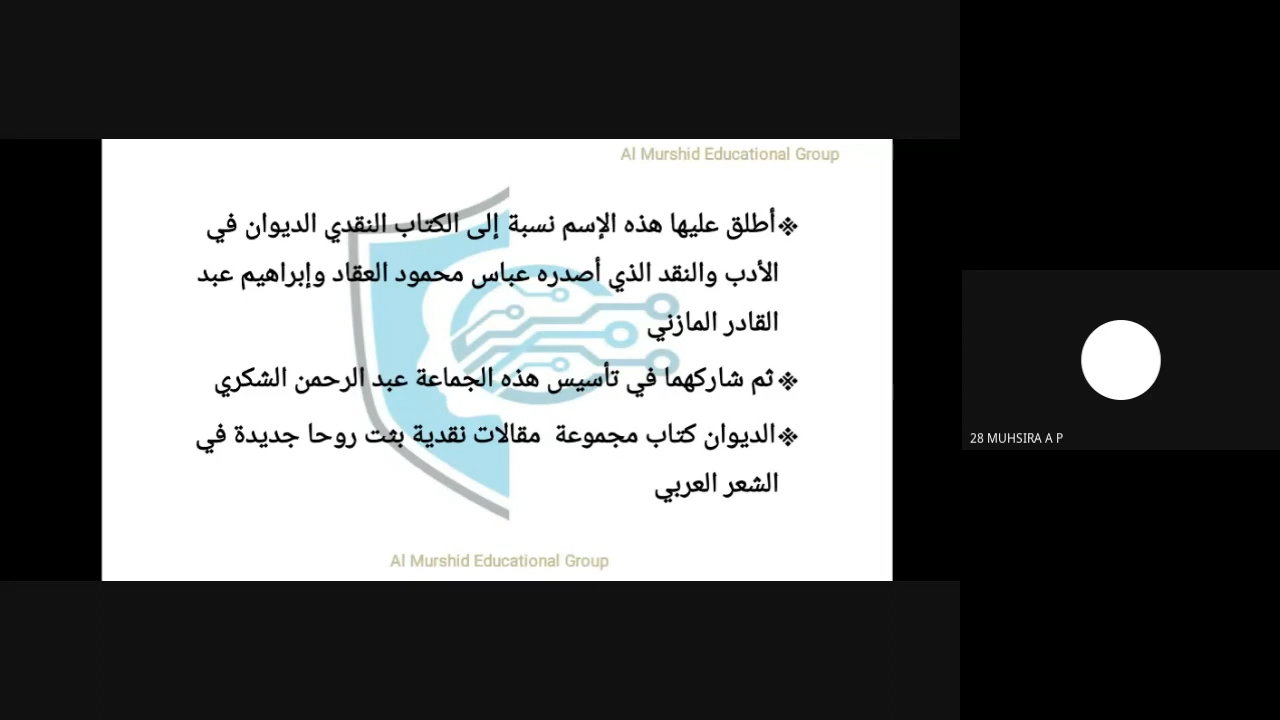 Al Murshid Educational Group
❖أطلق عليها هذه الإسم نسبة إلى الكتاب النقدي الديوان في
الأدب والنقد الذي أصدره عباس محمود العقاد وإبراهيم عبد
القادر المازني
❖ثم شاركهما في تأسيس هذه الجماعة عبد الرحمن الشكري
❖الديوان كتاب مجموعة مقالات نقدية بثت روحا جديدة في
الشعر العربي
Al Murshid Educational Group
28 MUHSIRA A P